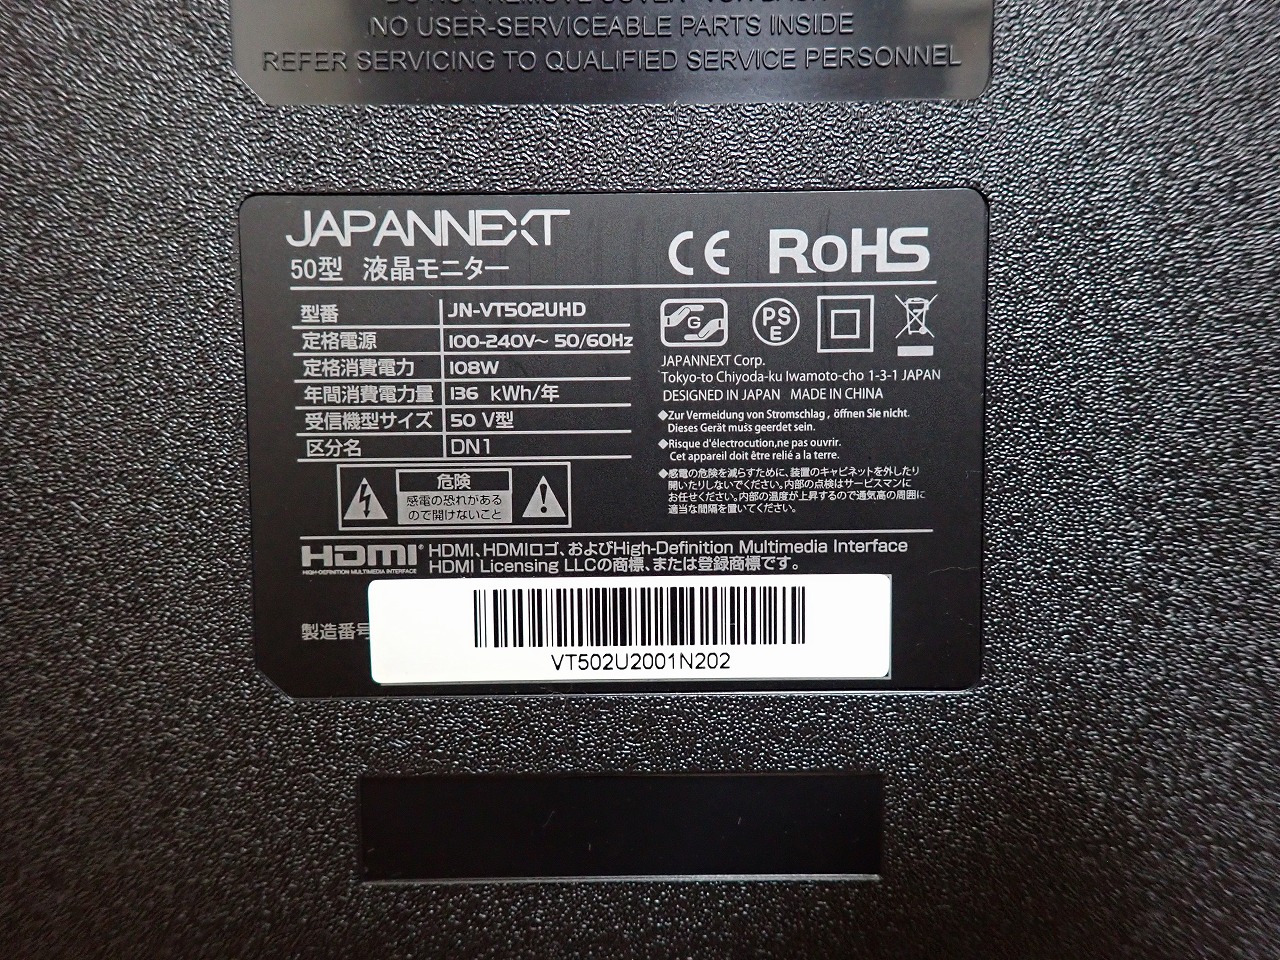 NO USER-SERVICEABLE PARTS INSIDE
REFER SERVICING TO QUALIFIED SERVICE PERSONNEL
JAPANNEXT
50型 液晶モニター
CE RoHS
型番 JN-VT502UHD
定格電源 100-240V~ 50/60Hz
定格消費電力 108W
年間消費電力量 136 kWh/年
受信機型サイズ 50 V型
区分名 DN1
危険
感電の恐れがある
ので開けないこと
G
PS
E
JAPANNEXT Corp.
Tokyo-to Chiyoda-ku Iwamoto-cho 1-3-1 JAPAN
DESIGNED IN JAPAN MADE IN CHINA
◆Zur Vermeidung von Stromschlag , öffnen Sie nicht.
Dieses Gerät muss geerdet sein.
◆Risque d'électrocution,ne pas ouvrir.
Cet appareil doit être relié a la terre.
◆感電の危険を減らすために、装置のキャビネットを外したり
開いたりしないでください。内部の点検はサービスマンに
お任せください。内部の温度が上昇するので通気高の周囲に
適当な間隔を置いてください。
HDMI
HIGH-DEFINITION MULTIMEDIA INTERFACE
HDMI、HDMIロゴ、およびHigh-Definition Multimedia Interface
HDMI Licensing LLCの商標、または登録商標です。
製造番号
VT502U2001N202